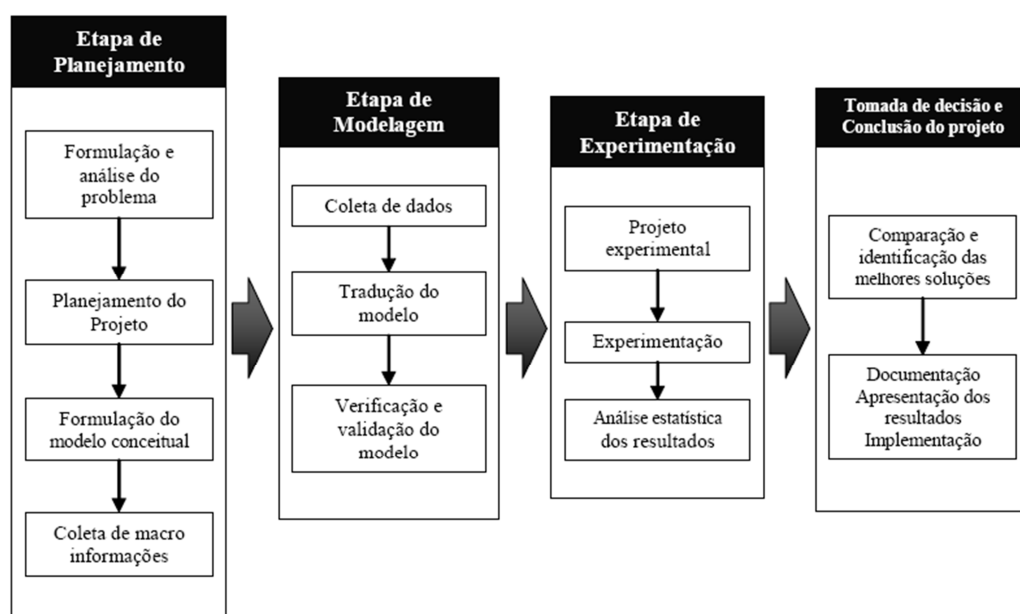 Etapa de
Planejamento
Formulação e
análise do
problema
Planejamento do
Projeto
Formulação do
modelo conceitual
Coleta de macro
informações
Etapa de
Modelagem
Coleta de dados
Tradução do
modelo
Verificação e
validação do
modelo
Etapa de
Experimentação
Projeto
experimental
Experimentação
Análise estatística
dos resultados
Tomada de decisão e
Conclusão do projeto
Comparação e
identificação das
melhores soluções
Documentação
Apresentação dos
resultados
Implementação